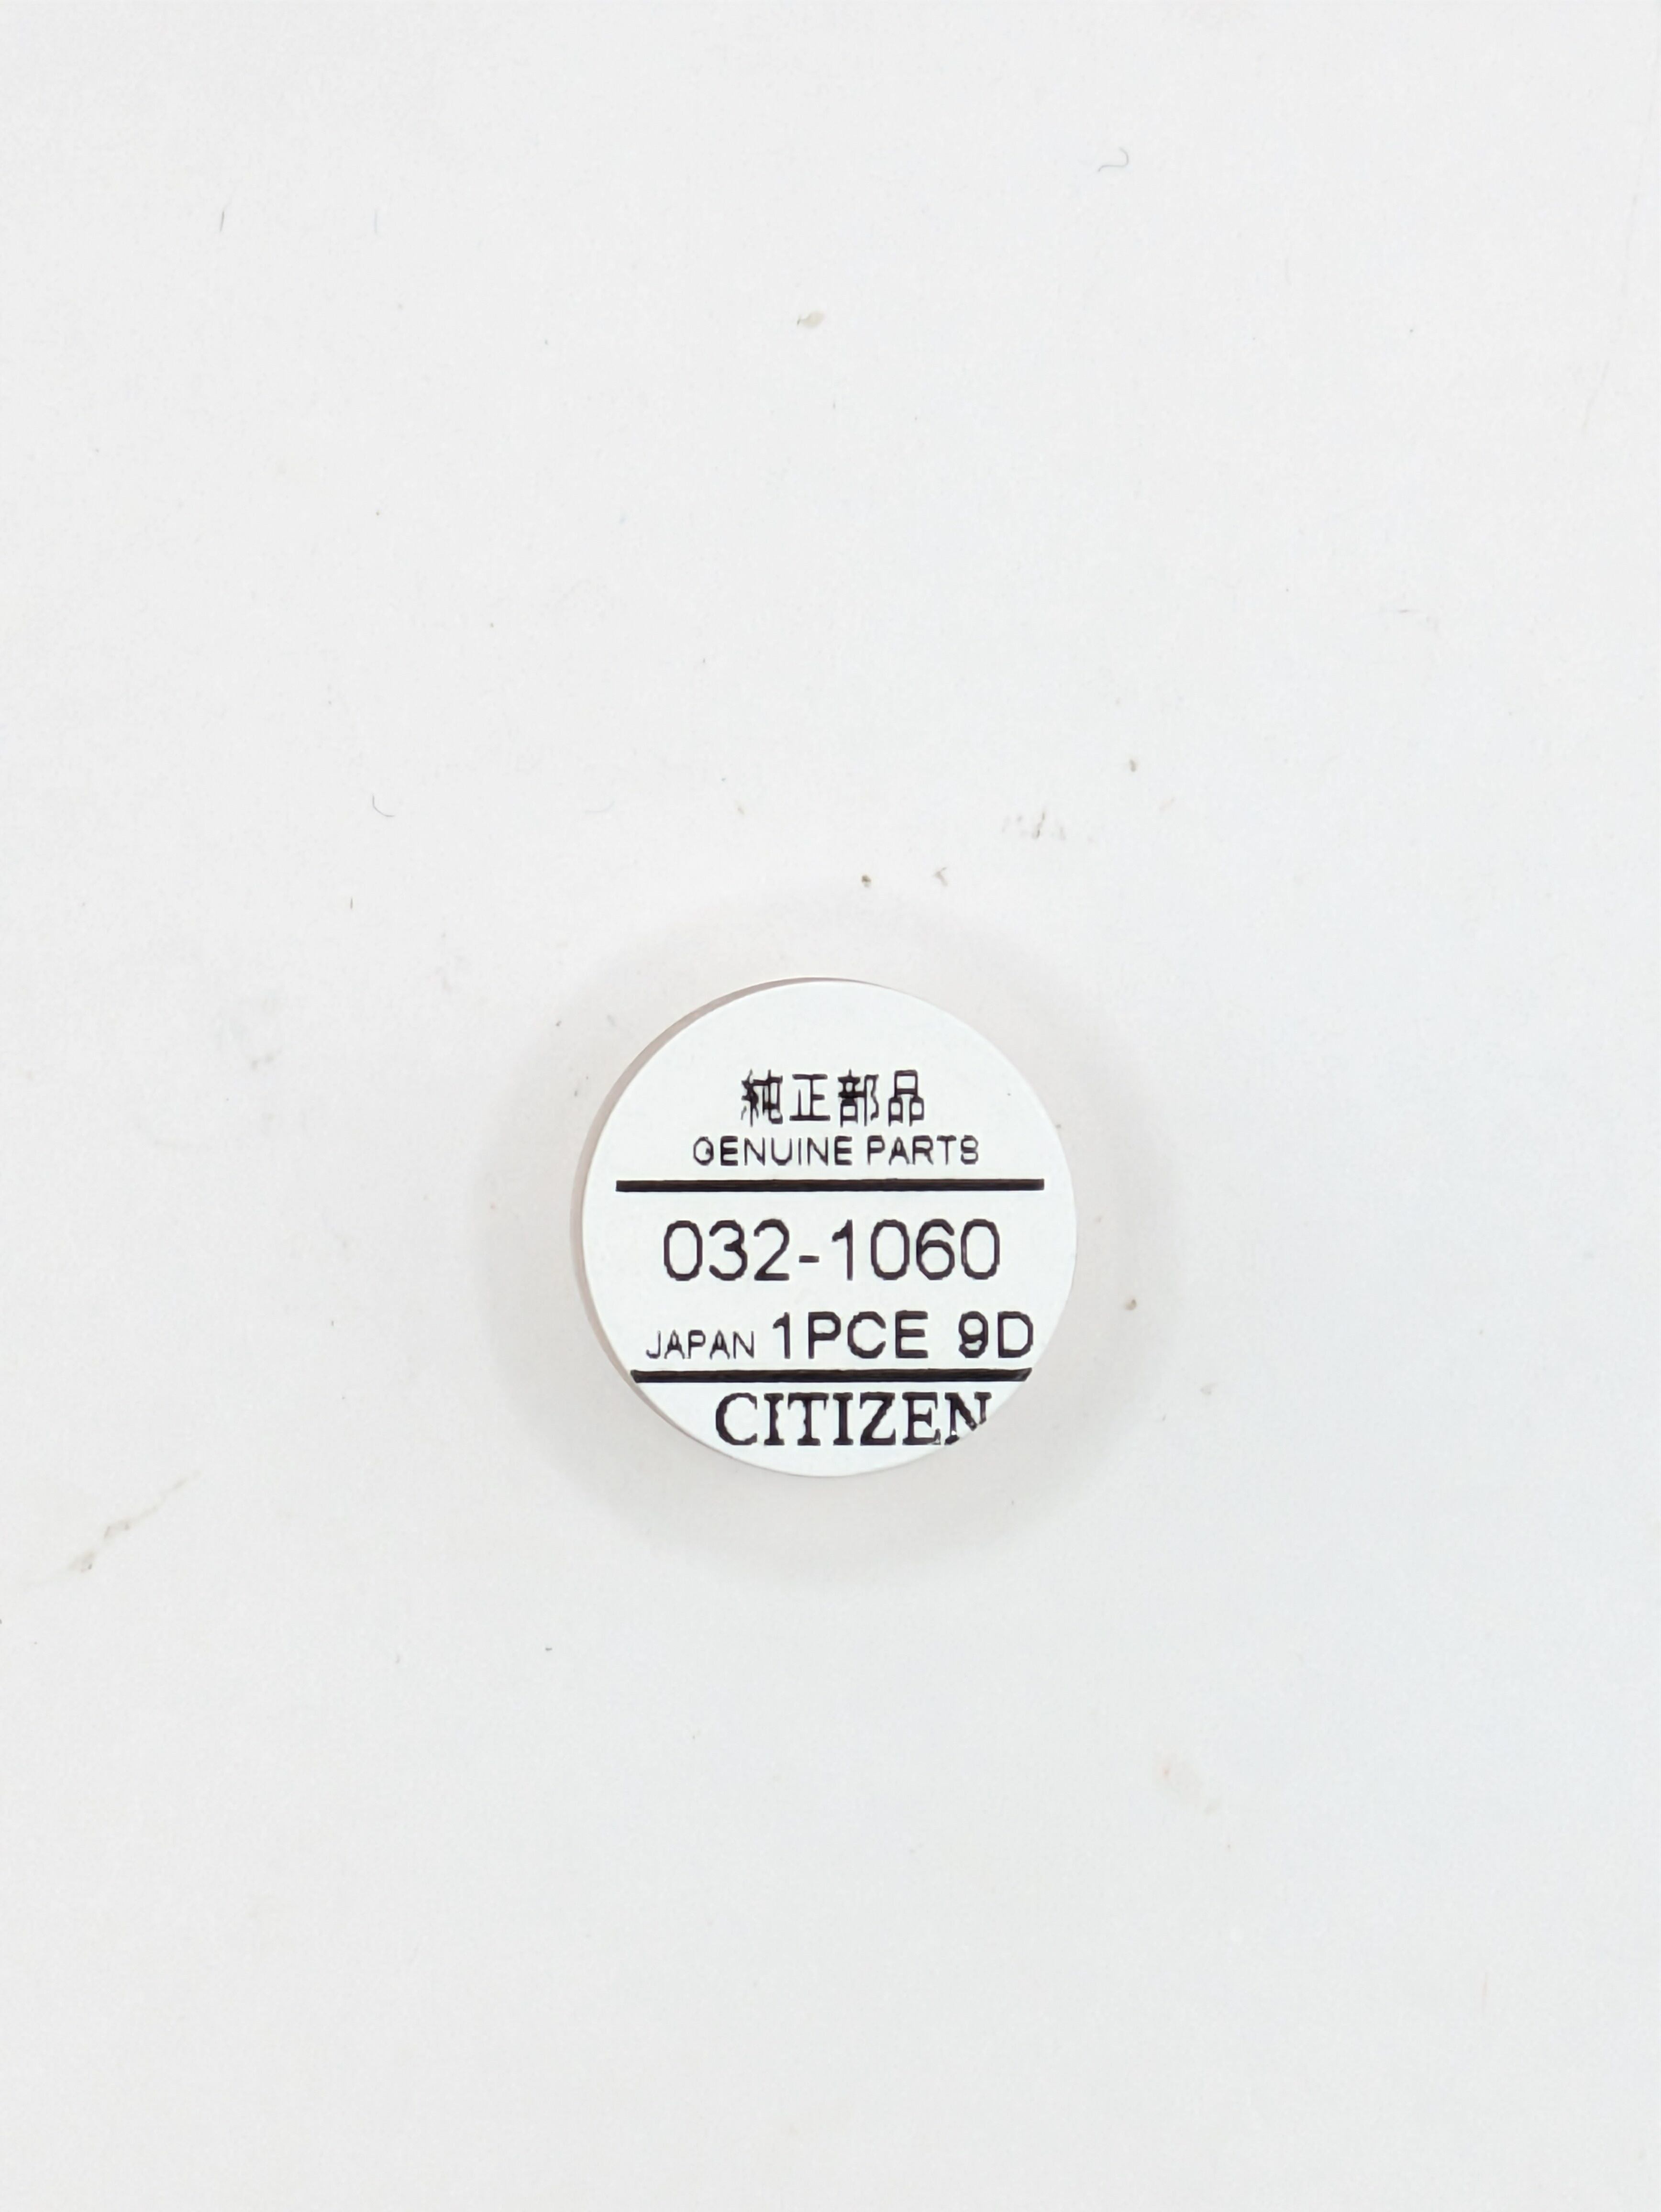 純正部品
GENUINE PARTS
032-1060
JAPAN 1PCE 9D
CITIZEN